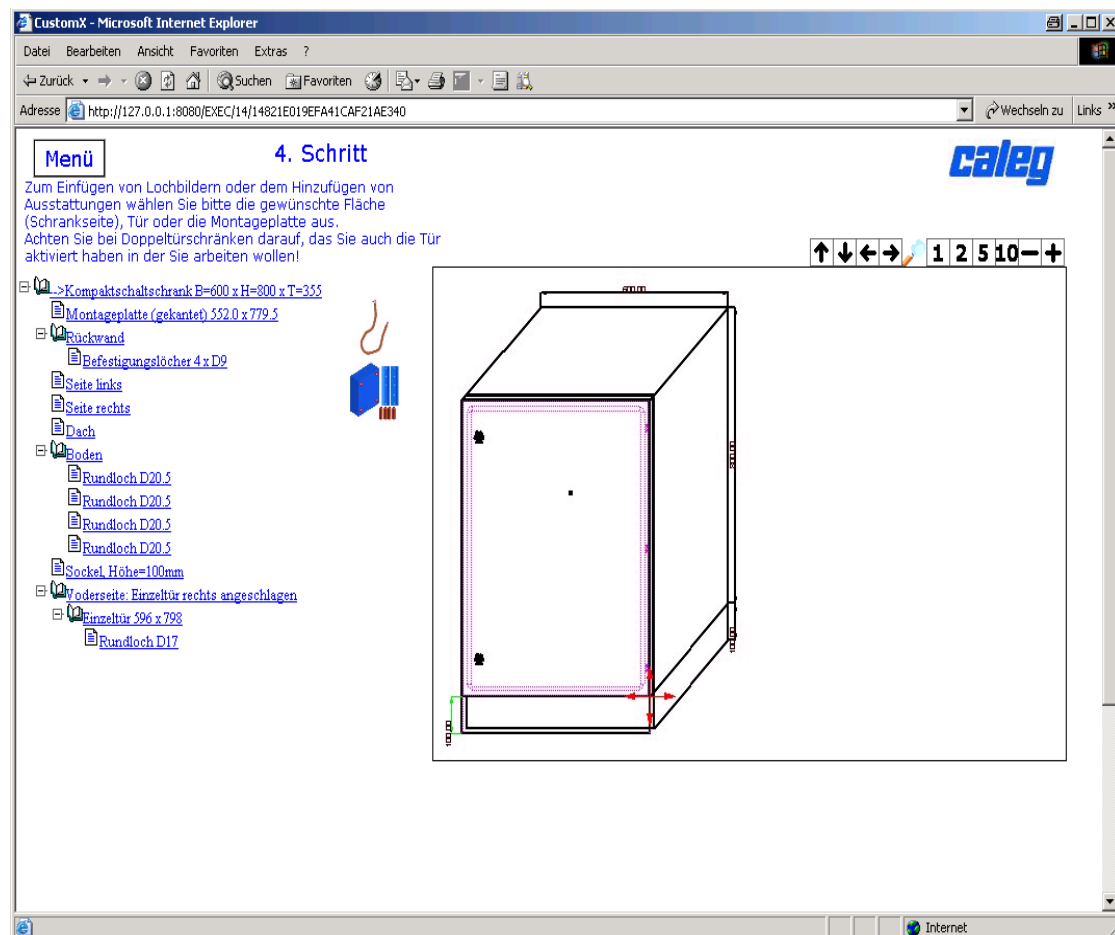 CustomX - Microsoft Internet Explorer
Datei Bearbeiten Ansicht Favoriten Extras ?
Zurück Suchen Favoriten
Adresse http://127.0.0.1:8080/EXEC/14/14821E019EFA41CAF21AE340 Wechseln zu Links »
Menü 4. Schritt caleg
Zum Einfügen von Lochbildern oder dem Hinzufügen von
Ausstattungen wählen Sie bitte die gewünschte Fläche
(Schrankseite), Tür oder die Montageplatte aus.
Achten Sie bei Doppeltürschränken darauf, das Sie auch die Tür
aktiviert haben in der Sie arbeiten wollen!
1 2 5 10 − +
-->Kompaktschaltschrank B=600 x H=800 x T=355
Montageplatte (gekantet) 552.0 x 779.5
Rückwand
Befestigungslöcher 4 x D9
Seite links
Seite rechts
Dach
Boden
Rundloch D20.5
Rundloch D20.5
Rundloch D20.5
Rundloch D20.5
Sockel, Höhe=100mm
Voderseite: Einzeltür rechts angeschlagen
Einzeltür 596 x 798
Rundloch D17
Internet